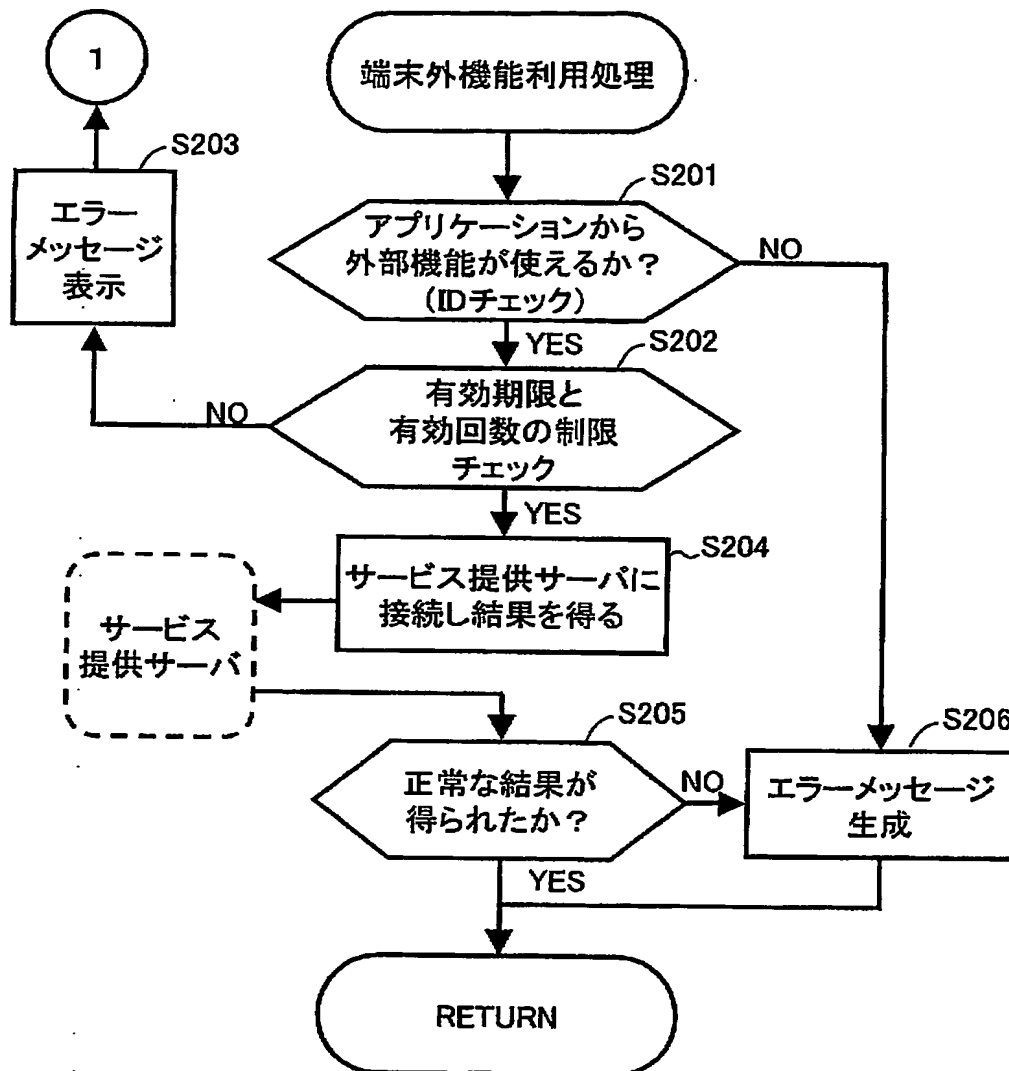 1
端末外機能利用処理
S203
エラー
メッセージ
表示
S201
アプリケーションから
外部機能が使えるか？
（IDチェック）
NO
YES
S202
有効期限と
有効回数の制限
チェック
NO
YES
S204
サービス提供サーバに
接続し結果を得る
サービス
提供サーバ
S205
正常な結果が
得られたか？
NO
S206
エラーメッセージ
生成
YES
RETURN